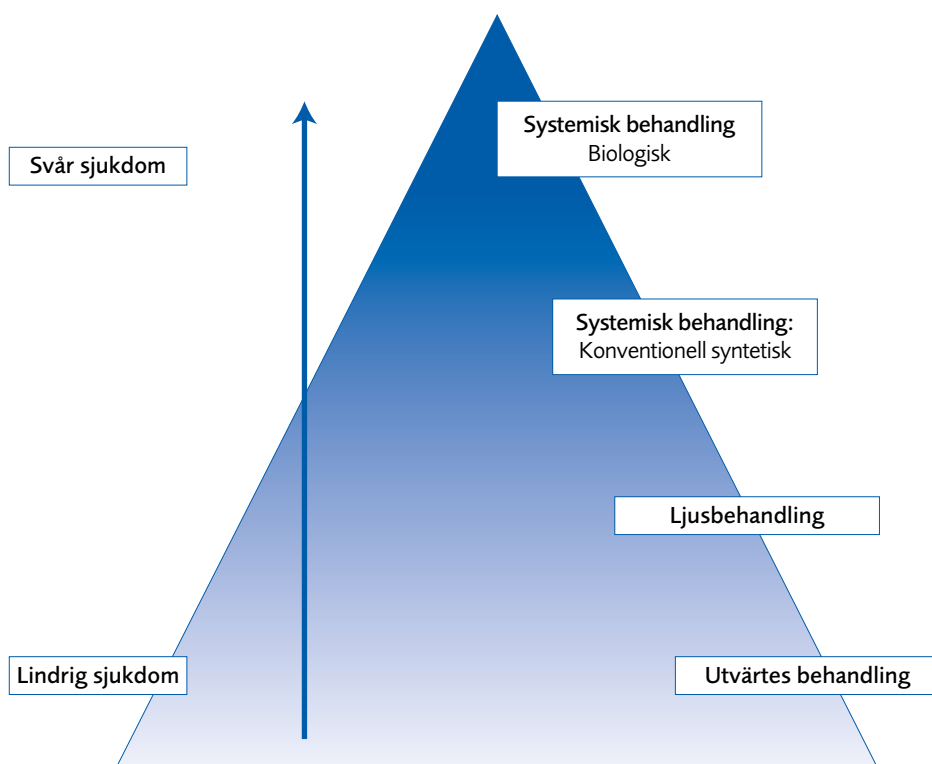 Systemisk behandling
Biologisk
Svår sjukdom
Systemisk behandling:
Konventionell syntetisk
Ljusbehandling
Lindrig sjukdom
Utvärtes behandling